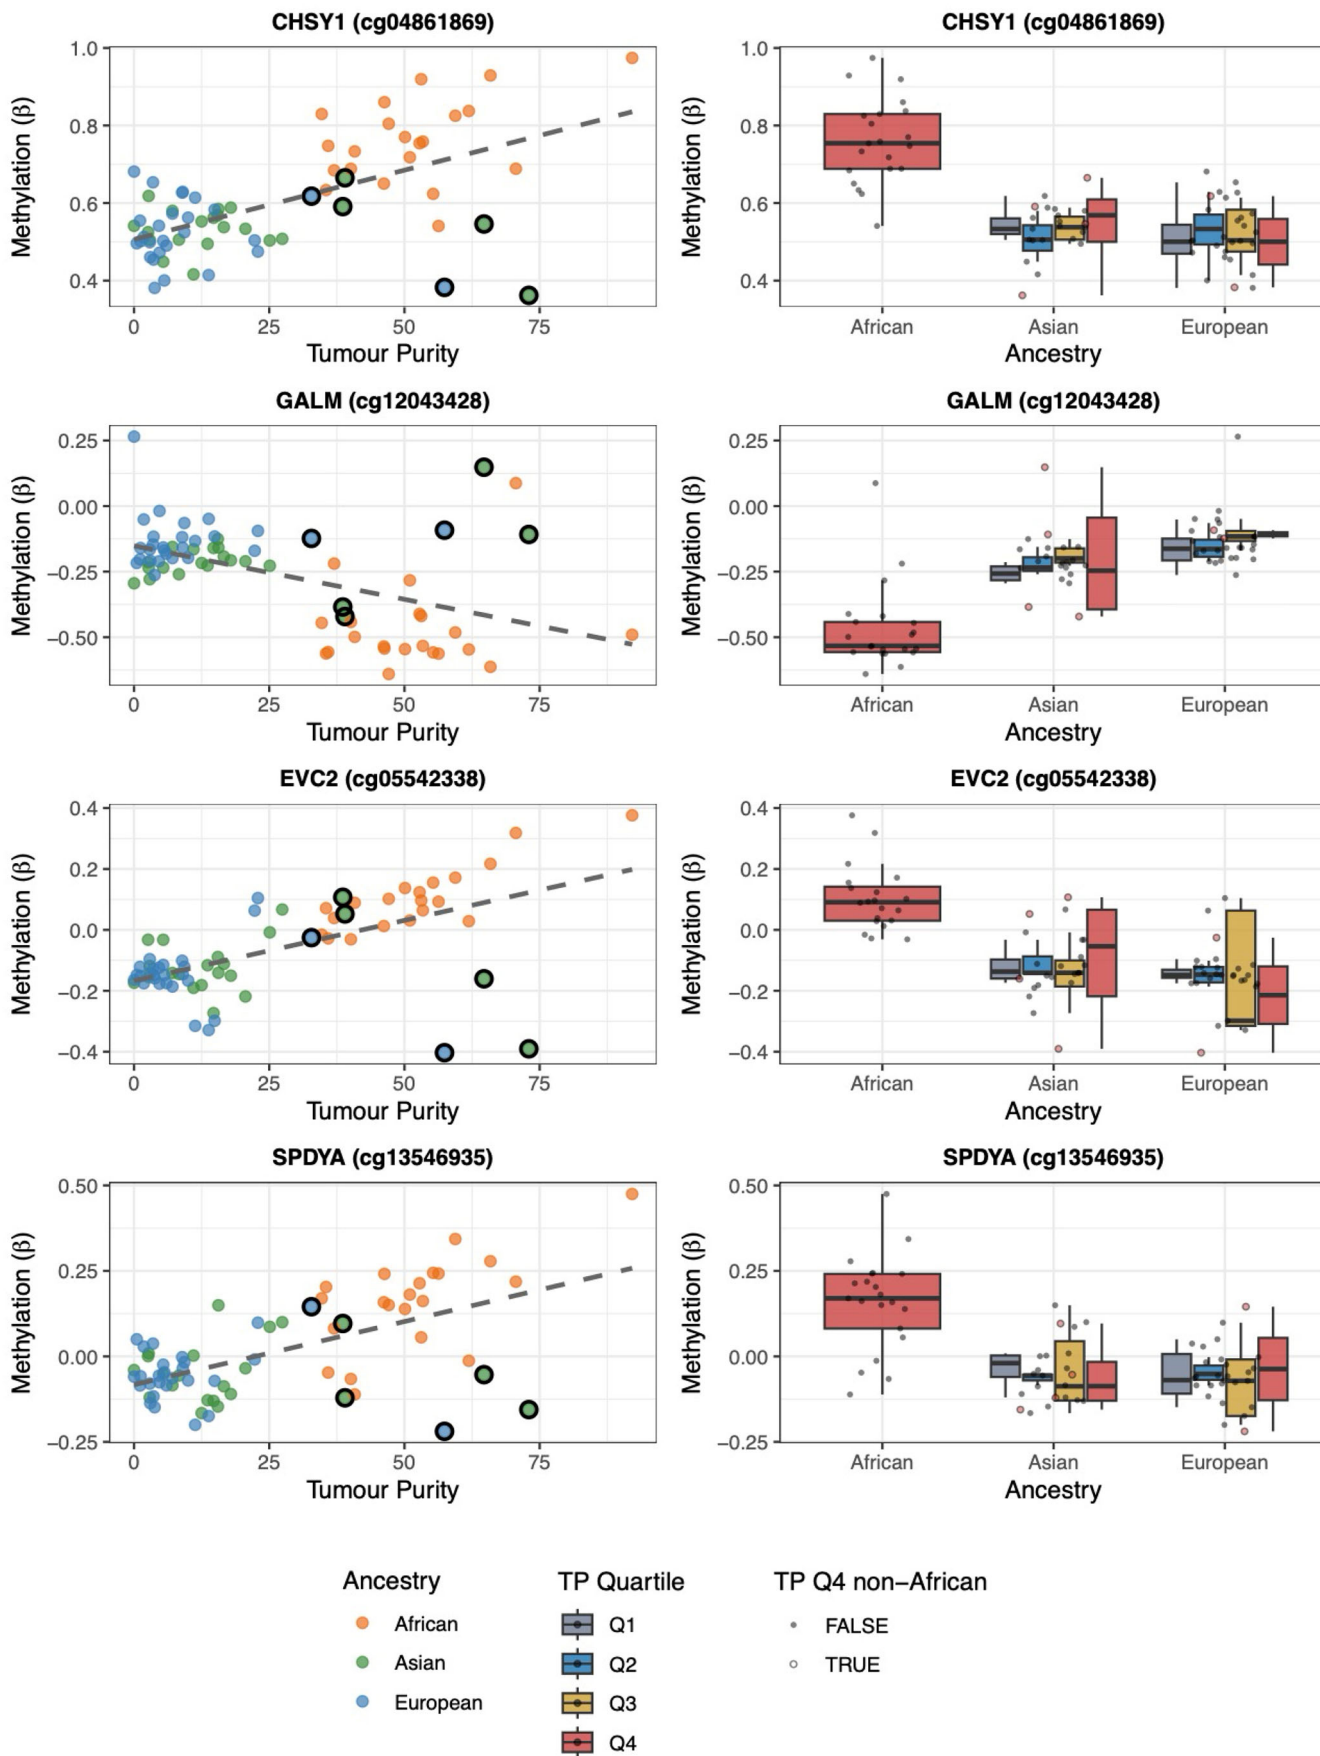 CHSY1 (cg04861869)
Methylation (β)
1.0
0.8
0.6
0.4
0
25
50
75
Tumour Purity
CHSY1 (cg04861869)
Methylation (β)
1.0
0.8
0.6
0.4
African
Asian
European
Ancestry
GALM (cg12043428)
Methylation (β)
0.25
0.00
−0.25
−0.50
0
25
50
75
Tumour Purity
GALM (cg12043428)
Methylation (β)
0.25
0.00
−0.25
−0.50
African
Asian
European
Ancestry
EVC2 (cg05542338)
Methylation (β)
0.4
0.2
0.0
−0.2
−0.4
0
25
50
75
Tumour Purity
EVC2 (cg05542338)
Methylation (β)
0.4
0.2
0.0
−0.2
−0.4
African
Asian
European
Ancestry
SPDYA (cg13546935)
Methylation (β)
0.50
0.25
0.00
−0.25
0
25
50
75
Tumour Purity
SPDYA (cg13546935)
Methylation (β)
0.50
0.25
0.00
−0.25
African
Asian
European
Ancestry
Ancestry
African
Asian
European
TP Quartile
Q1
Q2
Q3
Q4
TP Q4 non−African
FALSE
TRUE